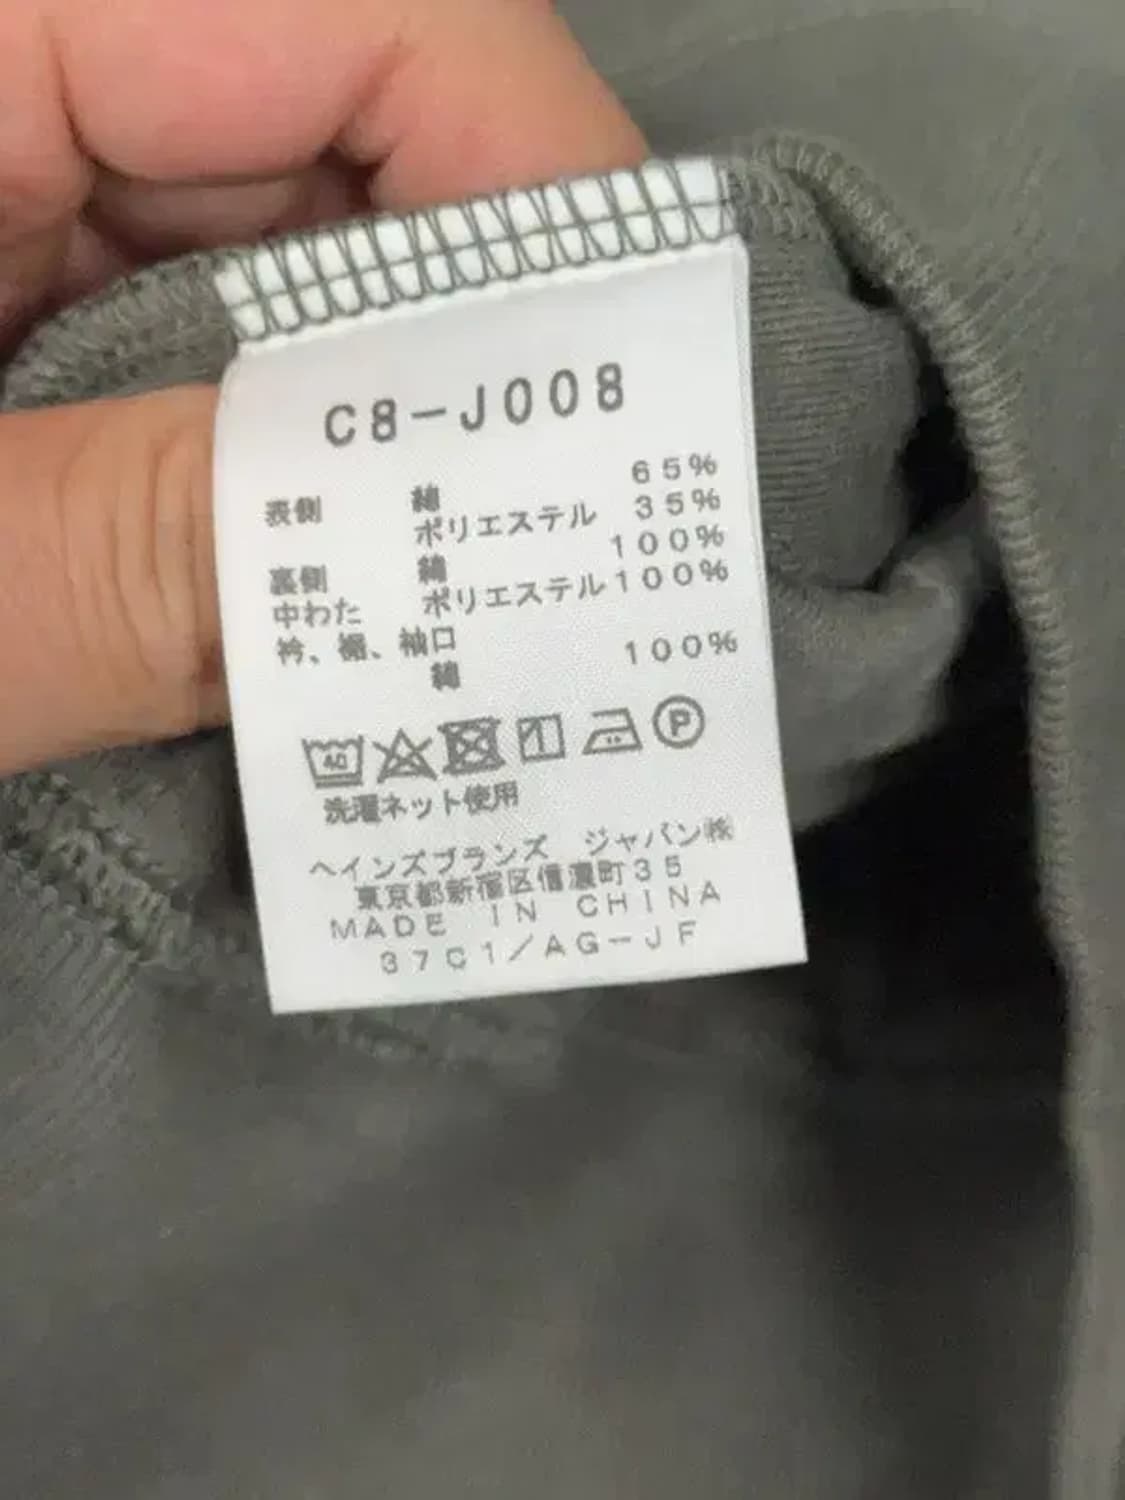 C8-J008
65%
表側 綿
ポリエステル 35%
100%
裏側 綿
中わた ポリエステル100%
衿、裾、袖口
綿 100%
40 P
洗濯ネット使用
ヘインズブランズ ジャパン㈱
東京都新宿区信濃町35
MADE IN CHINA
37C1/AG-JF